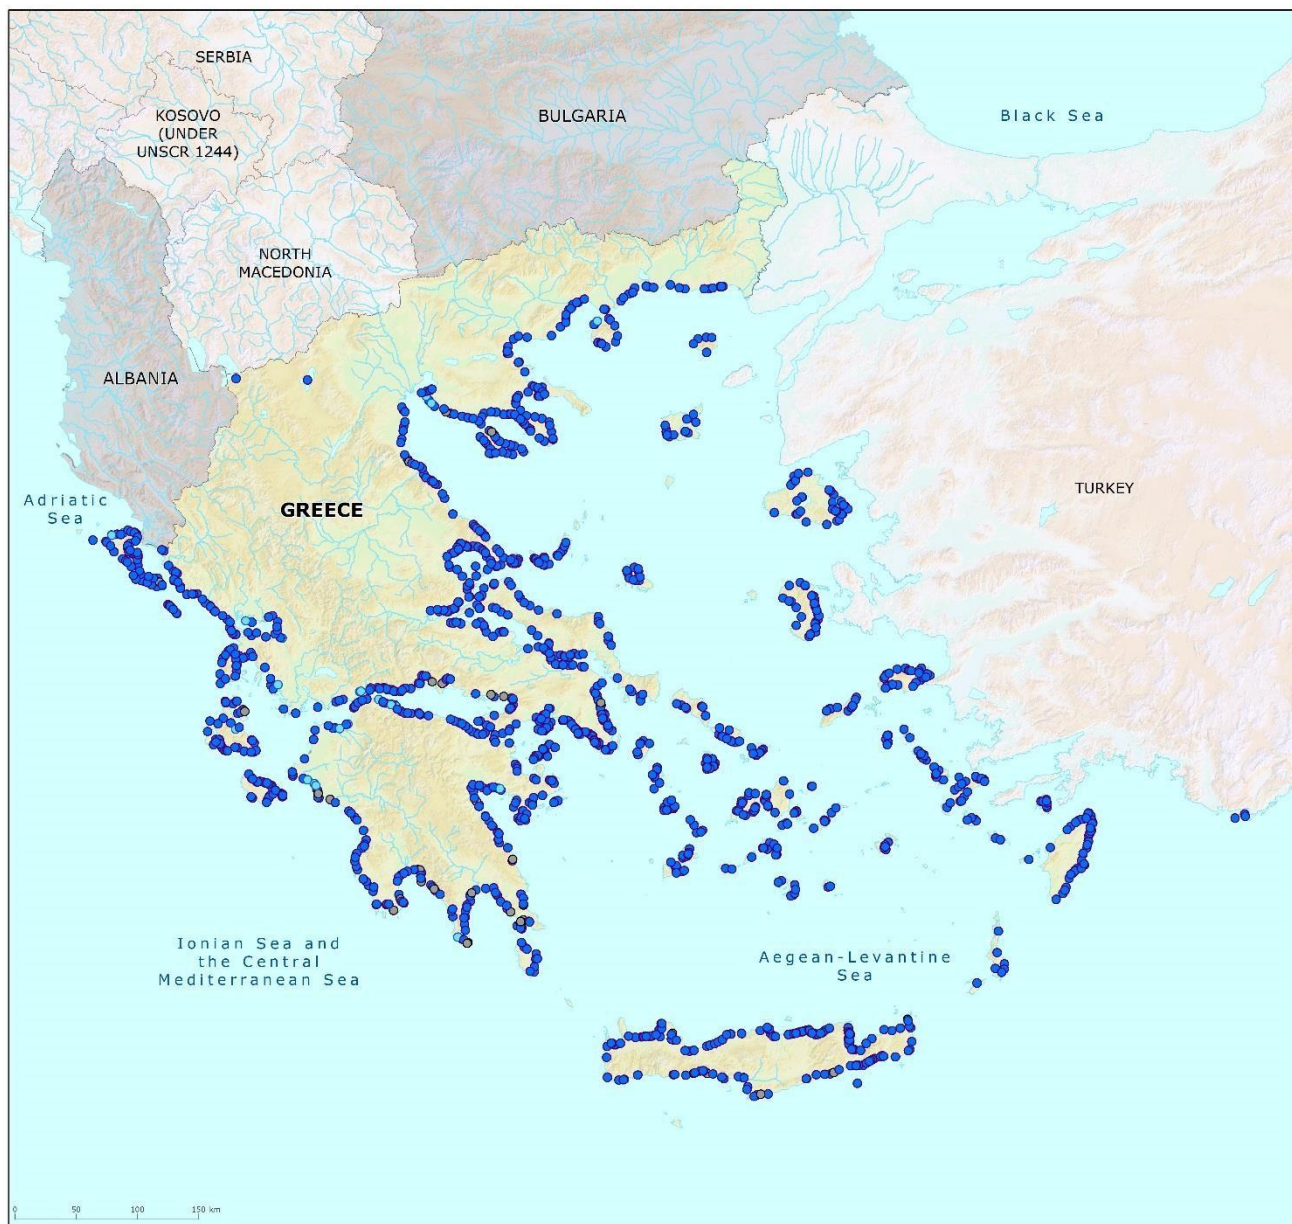 SERBIA
KOSOVO
(UNDER
UNSCR 1244)
BULGARIA
Black Sea
NORTH
MACEDONIA
ALBANIA
Adriatic
Sea
GREECE
TURKEY
Ionian Sea and
the Central
Mediterranean Sea
Aegean-Levantine
Sea
0 50 100 150 km